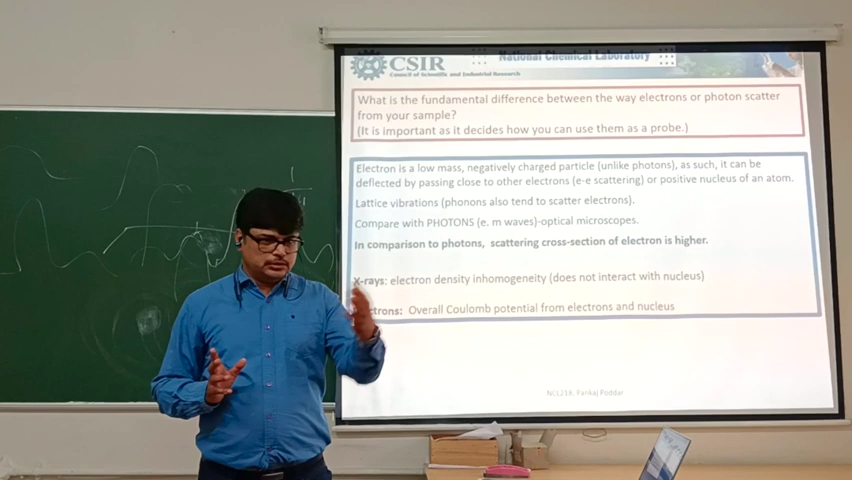 CSIR
Council of Scientific and Industrial Research
National Chemical Laboratory
What is the fundamental difference between the way electrons or photon scatter
from your sample?
(It is important as it decides how you can use them as a probe.)
Electron is a low mass, negatively charged particle (unlike photons), as such, it can be
deflected by passing close to other electrons (e-e scattering) or positive nucleus of an atom.
Lattice vibrations (phonons also tend to scatter electrons).
Compare with PHOTONS (e. m waves)-optical microscopes.
In comparison to photons, scattering cross-section of electron is higher.
X-rays: electron density inhomogeneity (does not interact with nucleus)
Overall Coulomb potential from electrons and nucleus
NCL219, Pankaj Poddar